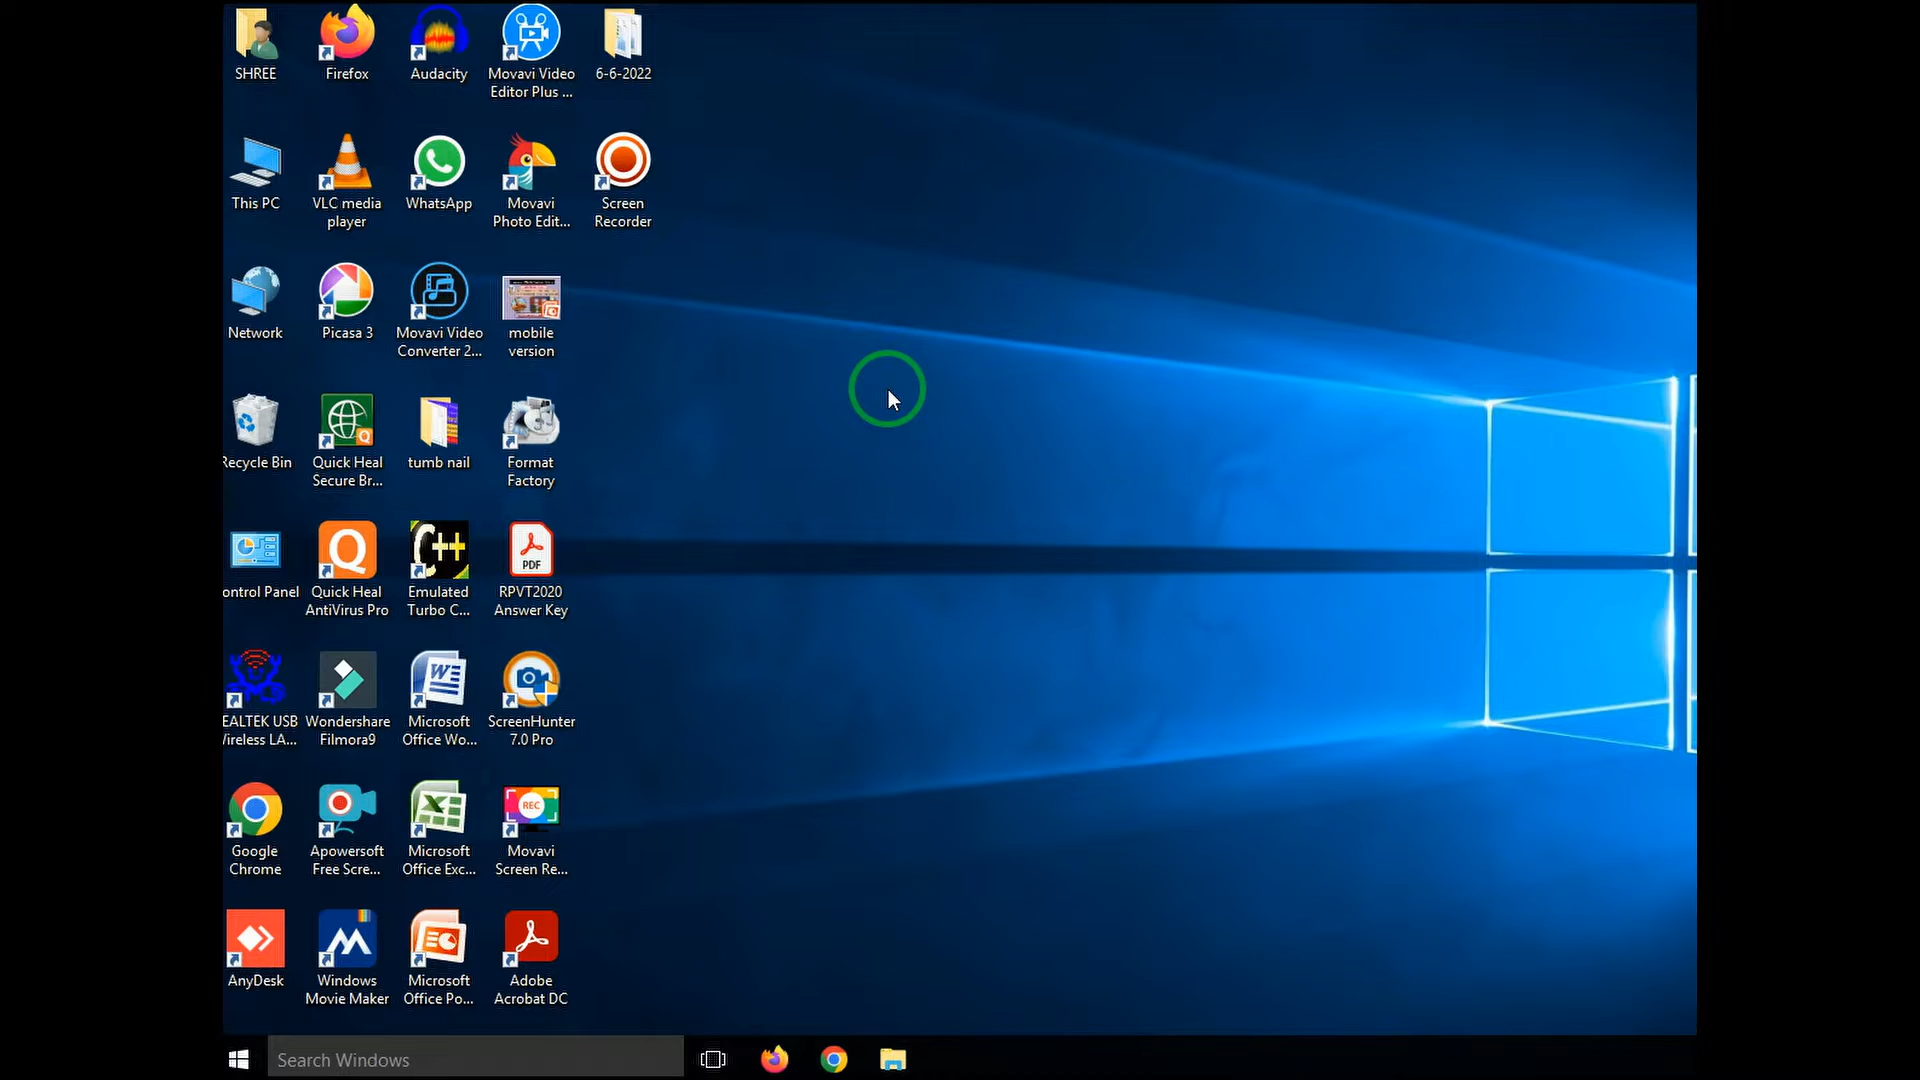 SHREE
Firefox
Audacity
Movavi Video
Editor Plus ...
6-6-2022
This PC
VLC media
player
WhatsApp
Movavi
Photo Edit...
Screen
Recorder
Network
Picasa 3
Movavi Video
Converter 2...
mobile
version
Recycle Bin
Quick Heal
Secure Br...
tumb nail
Format
Factory
C++
PDF
ontrol Panel
Quick Heal
AntiVirus Pro
Emulated
Turbo C...
RPVT2020
Answer Key
EALTEK USB
Vireless LA...
Wondershare
Filmora9
Microsoft
Office Wo...
ScreenHunter
7.0 Pro
REC
Google
Chrome
Apowersoft
Free Scre...
Microsoft
Office Exc...
Movavi
Screen Re...
AnyDesk
Windows
Movie Maker
Microsoft
Office Po...
Adobe
Acrobat DC
Search Windows